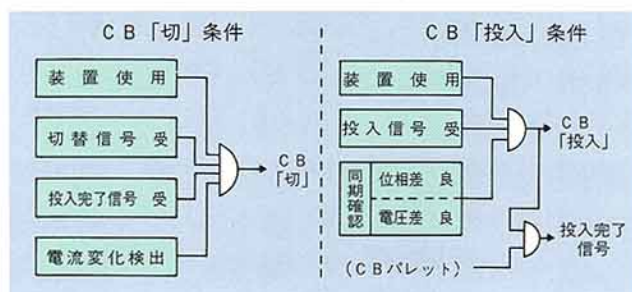 CB「切」条件
装置使用
切替信号 受
投入完了信号 受
電流変化検出
CB
「切」
CB「投入」条件
装置使用
投入信号 受
同期確認
位相差 良
電圧差 良
CB
「投入」
(CBパレット)
投入完了
信号